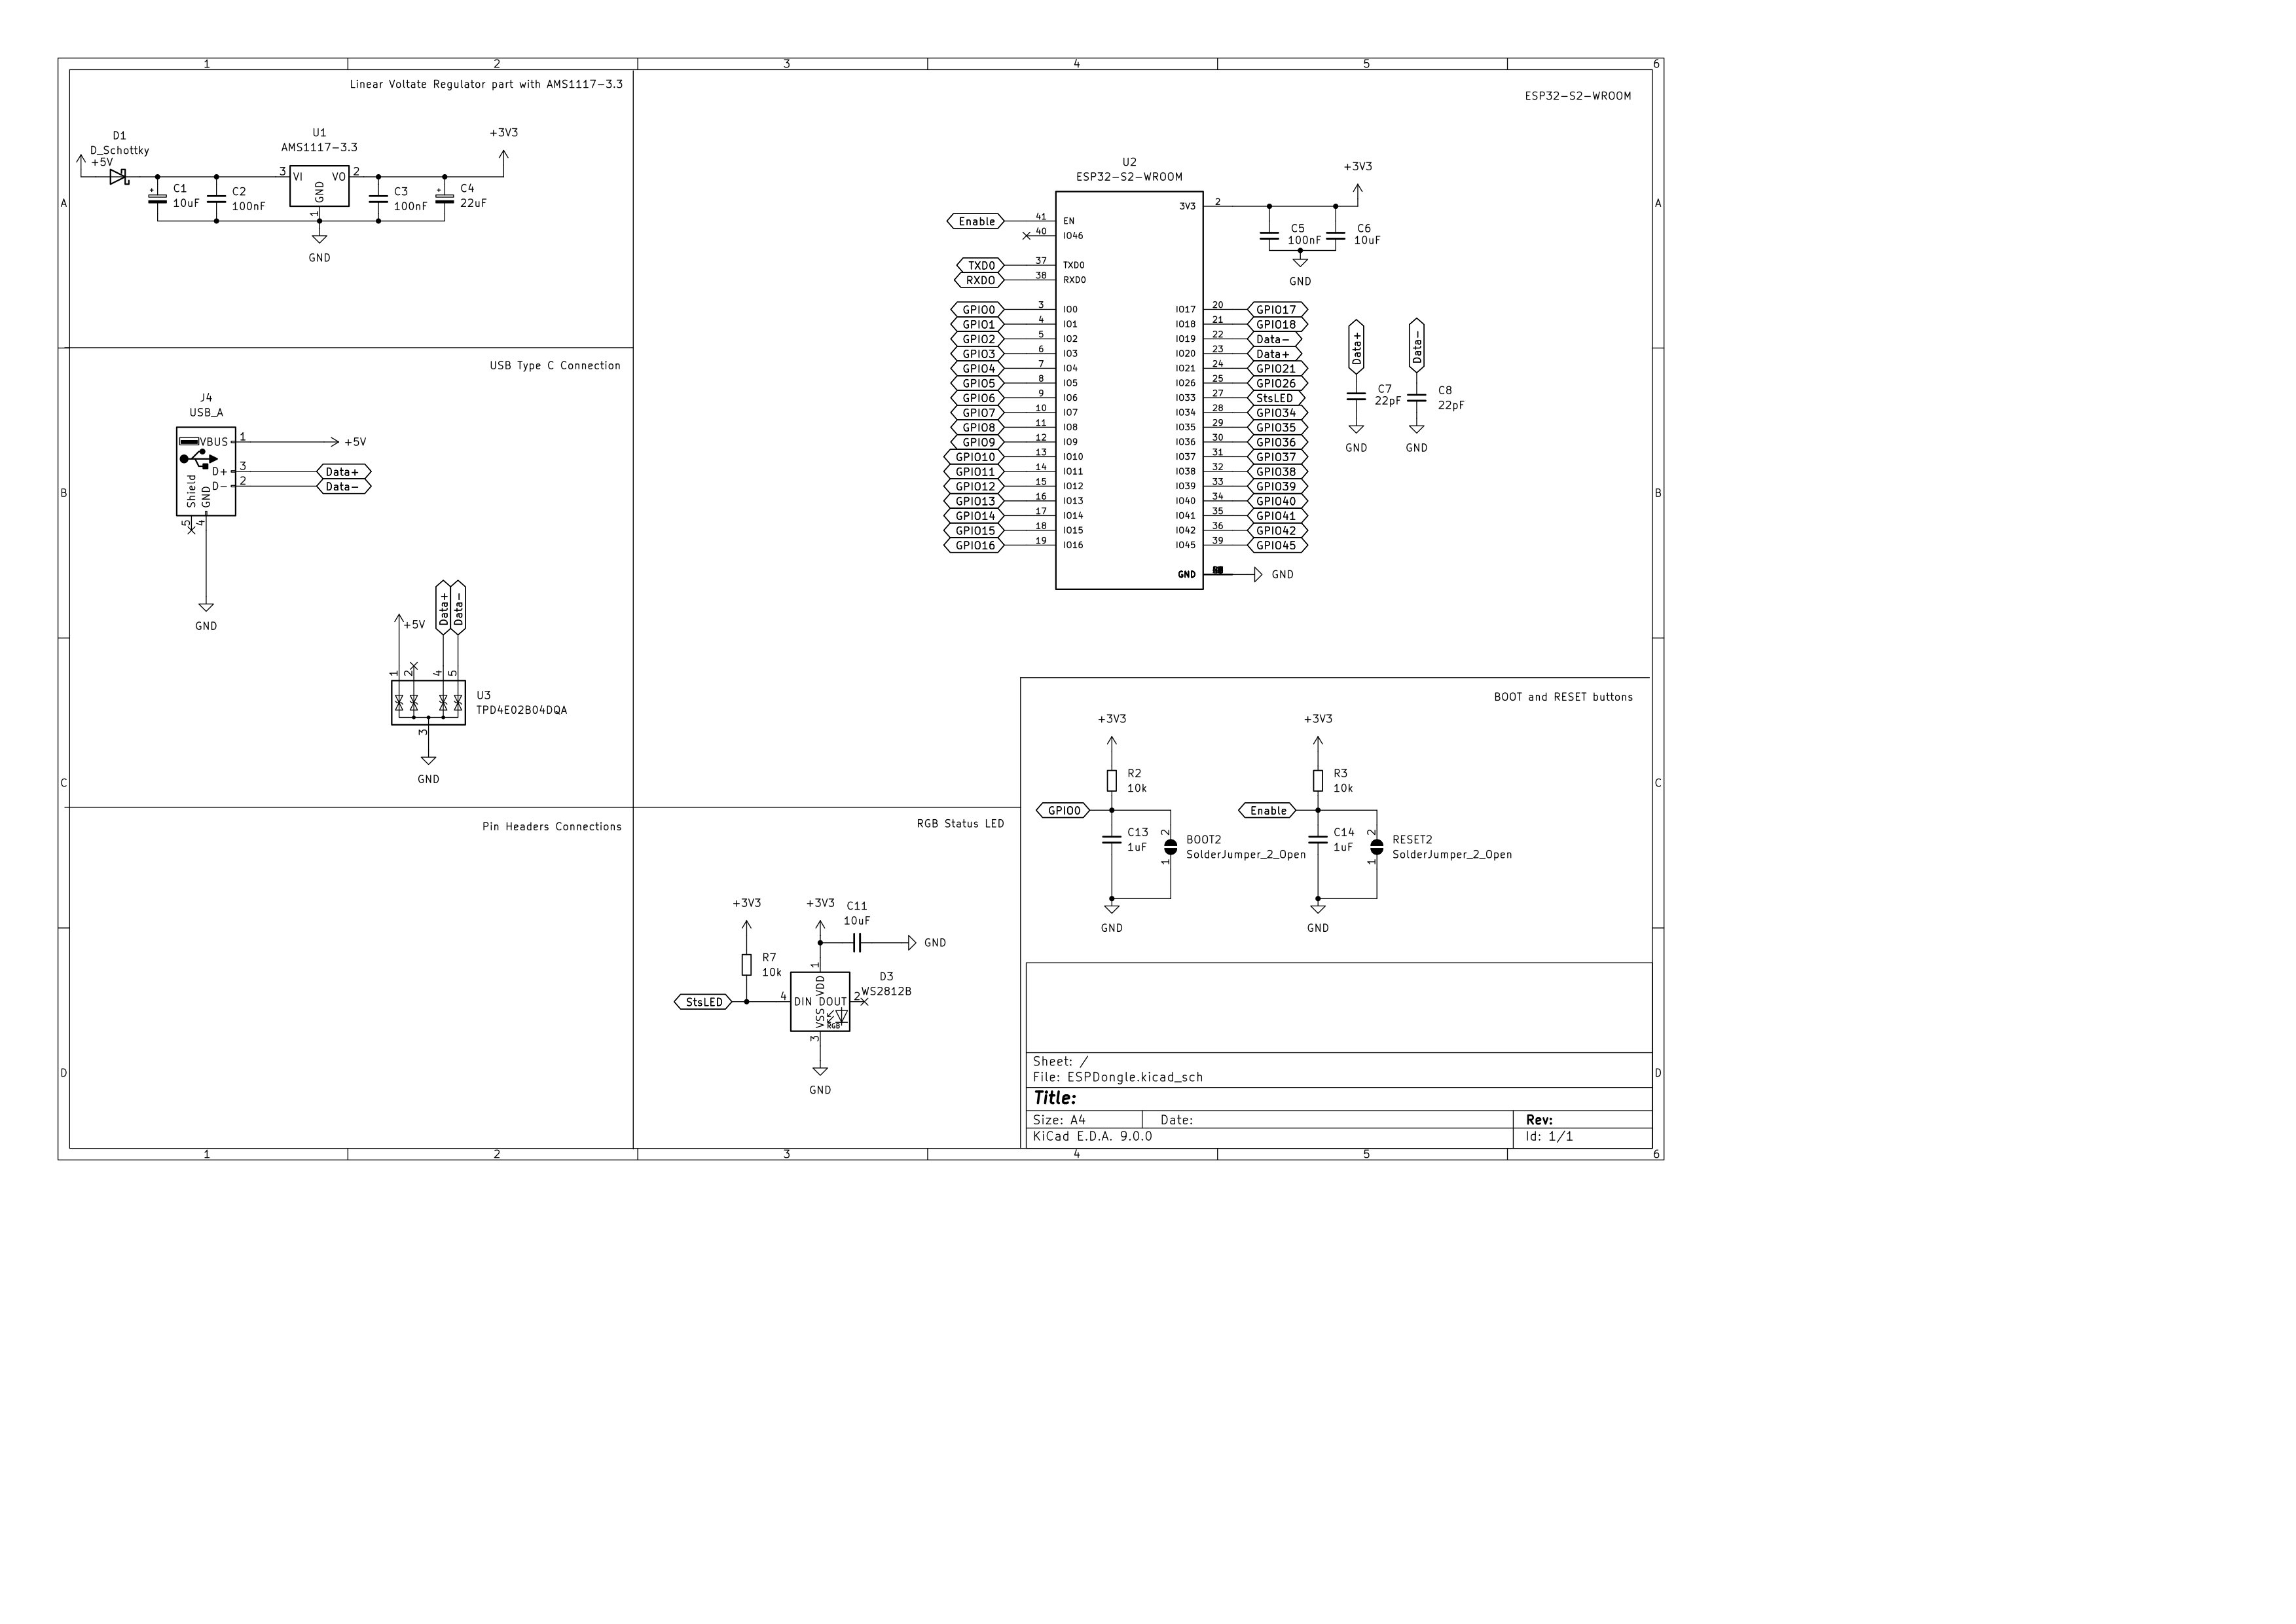 1 2 3 4 5 6
Linear Voltate Regulator part with AMS1117-3.3
D1
D_Schottky
+5V
U1
AMS1117-3.3
+3V3
3 VI VO 2
GND
1
C1
10uF
C2
100nF
C3
100nF
C4
22uF
GND
A
USB Type C Connection
J4
USB_A
VBUS 1 +5V
D+ 3 Data+
D- 2 Data-
Shield
GND
5
4
GND
B
Data+
Data-
+5V
1 2 4 5
U3
TPD4E02B04DQA
3
GND
C
Pin Headers Connections
D
ESP32-S2-WROOM
U2
ESP32-S2-WROOM
+3V3
3V3 2
C5
100nF
C6
10uF
GND
Enable 41 EN
40 IO46
TXD0 37 TXD0
RXD0 38 RXD0
GPIO0 3 IO0
GPIO1 4 IO1
GPIO2 5 IO2
GPIO3 6 IO3
GPIO4 7 IO4
GPIO5 8 IO5
GPIO6 9 IO6
GPIO7 10 IO7
GPIO8 11 IO8
GPIO9 12 IO9
GPIO10 13 IO10
GPIO11 14 IO11
GPIO12 15 IO12
GPIO13 16 IO13
GPIO14 17 IO14
GPIO15 18 IO15
GPIO16 19 IO16
IO17 20 GPIO17
IO18 21 GPIO18
IO19 22 Data-
IO20 23 Data+
IO21 24 GPIO21
IO26 25 GPIO26
IO33 27 StsLED
IO34 28 GPIO34
IO35 29 GPIO35
IO36 30 GPIO36
IO37 31 GPIO37
IO38 32 GPIO38
IO39 33 GPIO39
IO40 34 GPIO40
IO41 35 GPIO41
IO42 36 GPIO42
IO45 39 GPIO45
GND GND
Data+
C7
22pF
GND
Data-
C8
22pF
GND
A
B
RGB Status LED
+3V3
R7
10k
StsLED
+3V3
C11
10uF
GND
1
D3
WS2812B
4 DIN DOUT 2
VDD
VSS
RGB
3
GND
BOOT and RESET buttons
+3V3
R2
10k
GPIO0
C13
1uF
2
1
BOOT2
SolderJumper_2_Open
GND
+3V3
R3
10k
Enable
C14
1uF
2
1
RESET2
SolderJumper_2_Open
GND
C
Sheet: /
File: ESPDongle.kicad_sch
Title:
Size: A4 Date: Rev:
KiCad E.D.A. 9.0.0 Id: 1/1
D
1 2 3 4 5 6